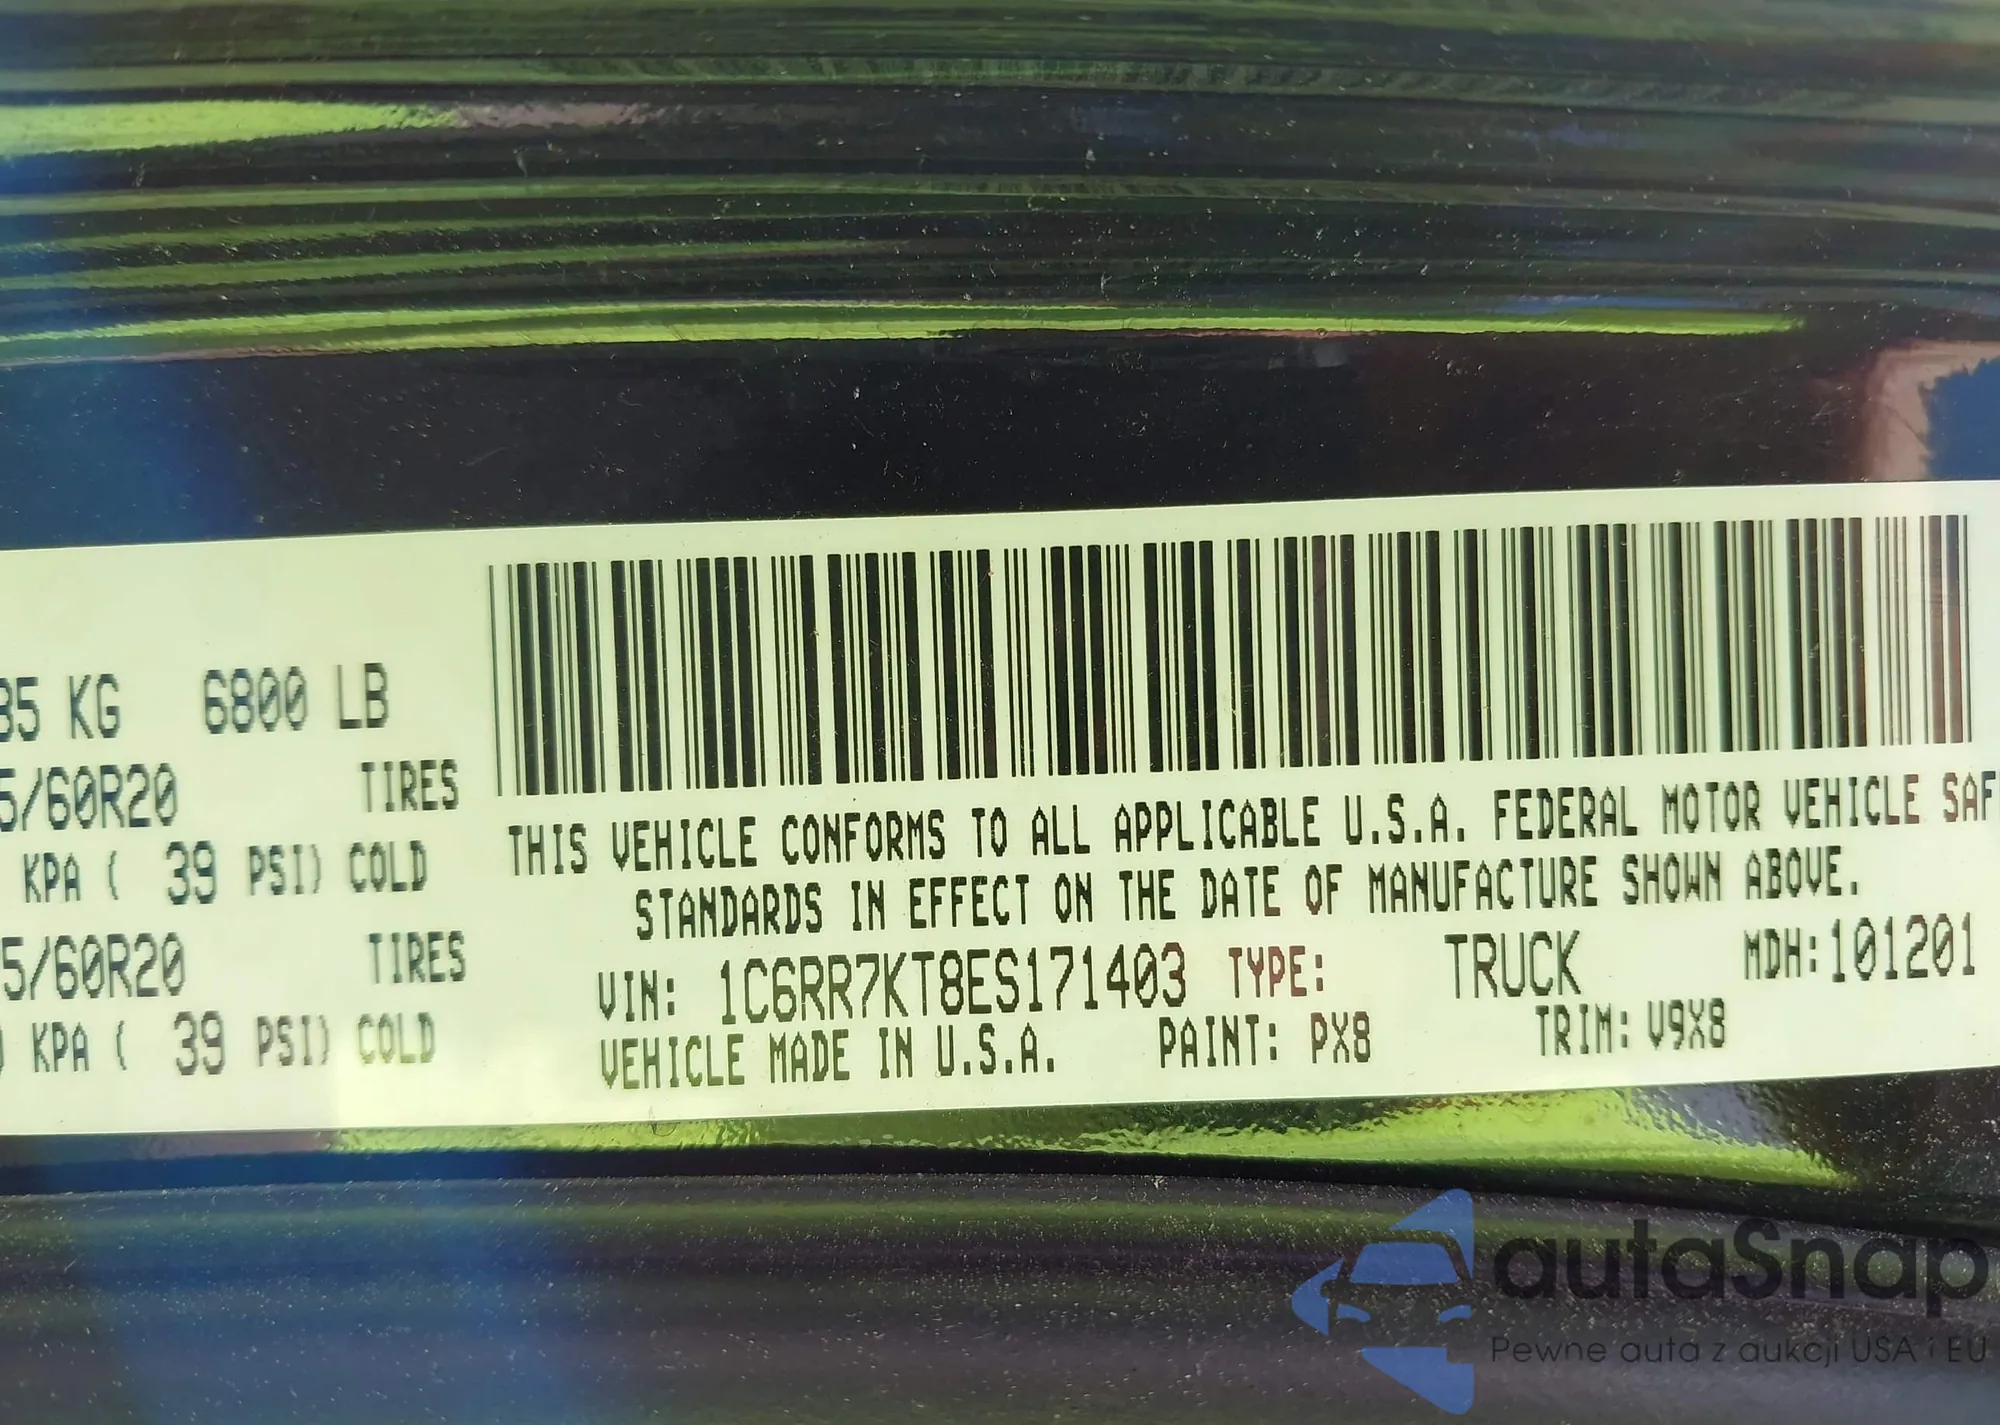 85 KG 6800 LB
5/60R20 TIRES
KPA ( 39 PSI) COLD
5/60R20 TIRES
KPA ( 39 PSI) COLD
THIS VEHICLE CONFORMS TO ALL APPLICABLE U.S.A. FEDERAL MOTOR VEHICLE SAF
STANDARDS IN EFFECT ON THE DATE OF MANUFACTURE SHOWN ABOVE.
VIN: 1C6RR7KT8ES171403 TYPE: TRUCK MDH:101201
VEHICLE MADE IN U.S.A. PAINT: PX8 TRIM: V9X8
autaSnap
Pewne auta z aukcji USA i EU